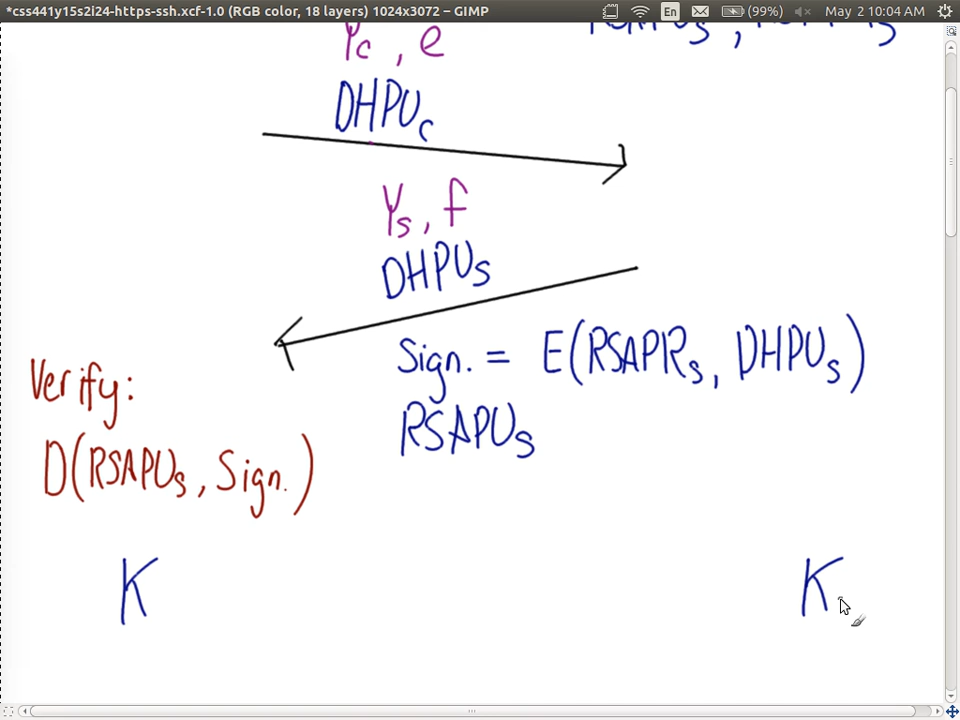 *css441y15s2i24-https-ssh.xcf-1.0 (RGB color, 18 layers) 1024x3072 – GIMP
En (99%) May 2 10:04 AM
Yc, e
DHPUc
Ys, f
DHPUs
Sign. = E(RSAPRs, DHPUs)
RSAPUs
Verify:
D(RSAPUs, Sign.)
K K